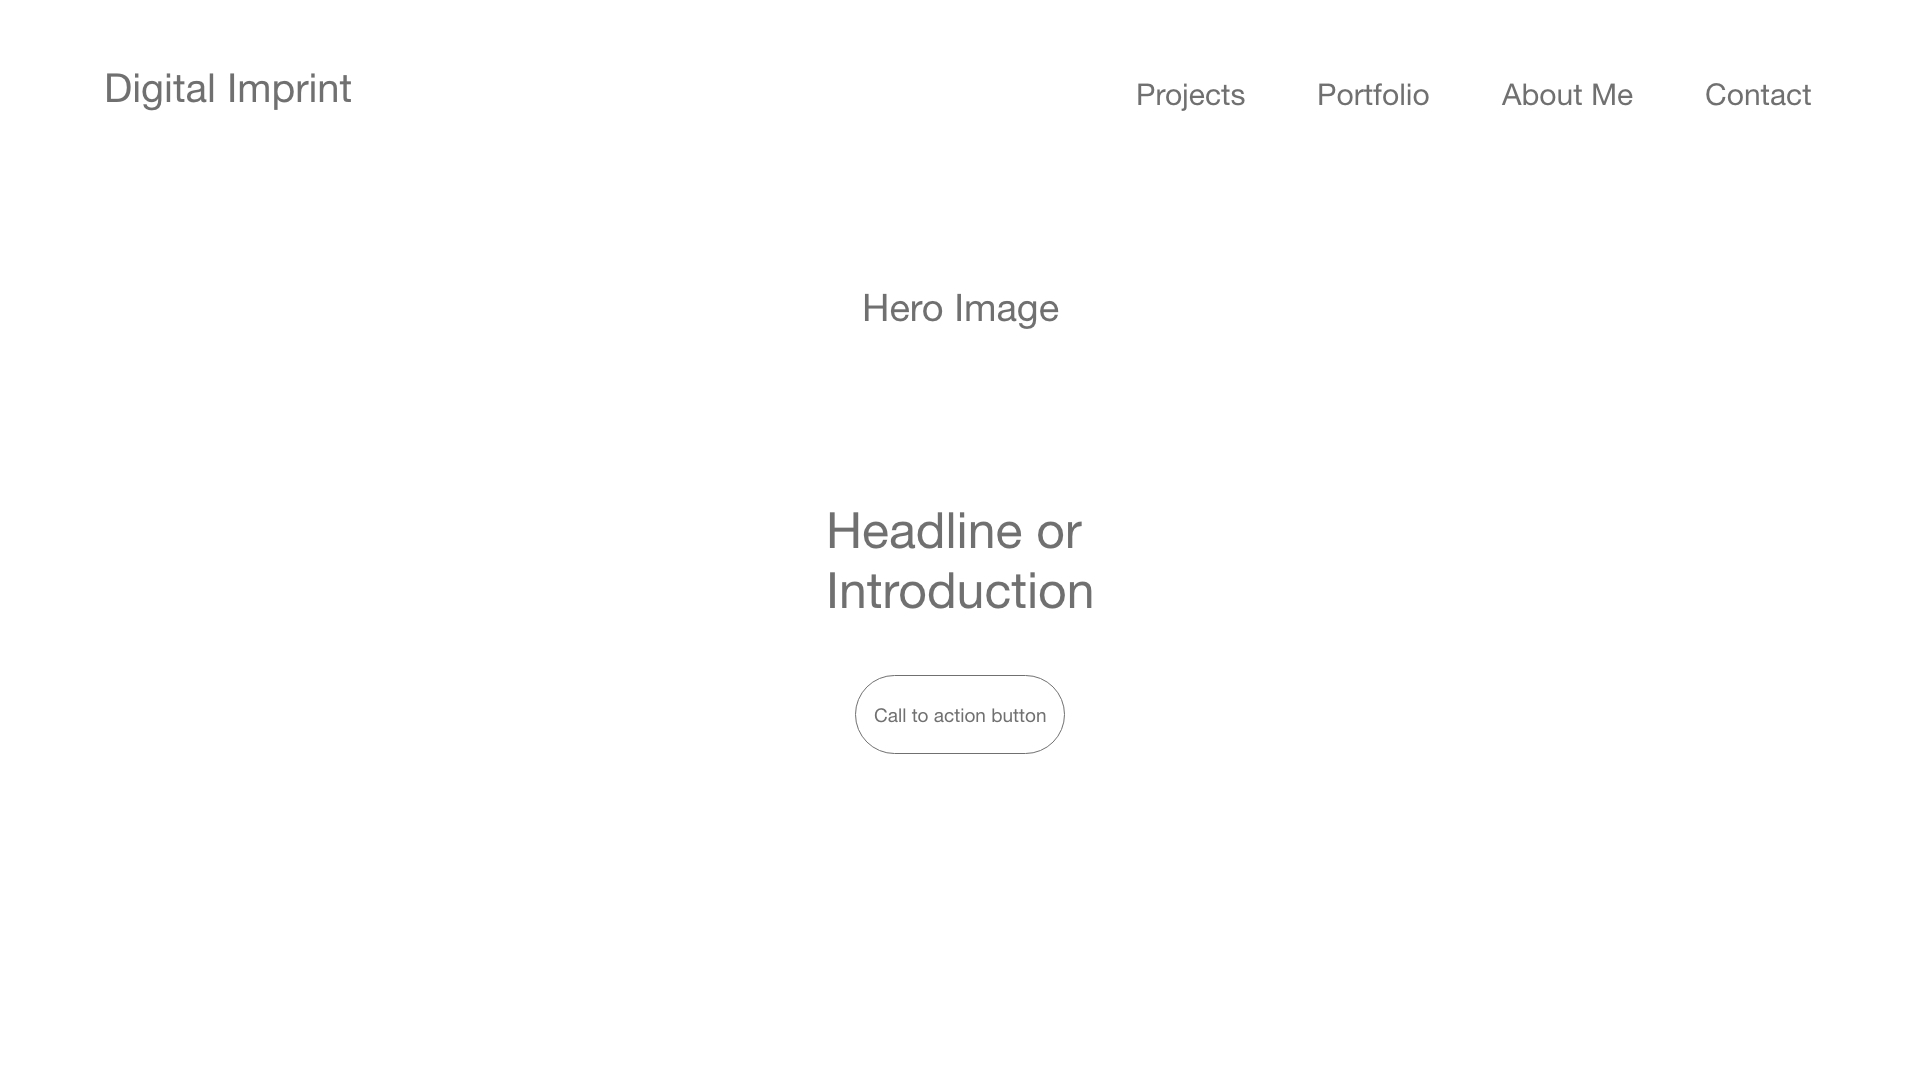 Digital Imprint
Projects
Portfolio
About Me
Contact
Hero Image
Headline or
Introduction
Call to action button